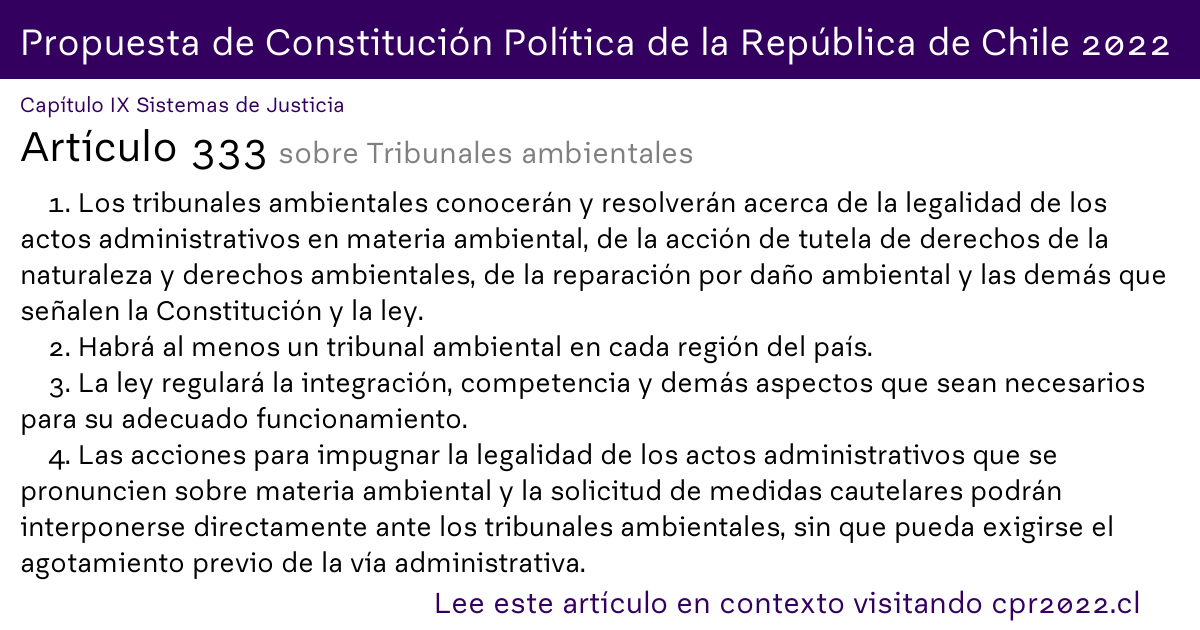 Propuesta de Constitución Política de la República de Chile 2022
Capítulo IX Sistemas de Justicia
Artículo 333 sobre Tribunales ambientales
1. Los tribunales ambientales conocerán y resolverán acerca de la legalidad de los
actos administrativos en materia ambiental, de la acción de tutela de derechos de la
naturaleza y derechos ambientales, de la reparación por daño ambiental y las demás que
señalen la Constitución y la ley.
2. Habrá al menos un tribunal ambiental en cada región del país.
3. La ley regulará la integración, competencia y demás aspectos que sean necesarios
para su adecuado funcionamiento.
4. Las acciones para impugnar la legalidad de los actos administrativos que se
pronuncien sobre materia ambiental y la solicitud de medidas cautelares podrán
interponerse directamente ante los tribunales ambientales, sin que pueda exigirse el
agotamiento previo de la vía administrativa.
Lee este artículo en contexto visitando cpr2022.cl